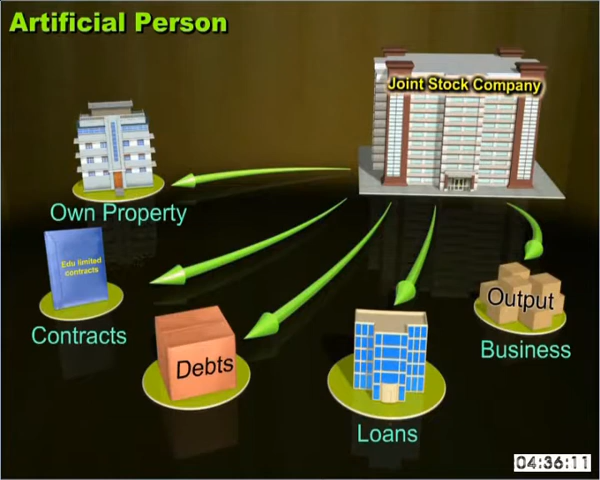 Artificial Person
Joint Stock Company
Own Property
Edu limited
contracts
Contracts
Debts
Loans
Output
Business
04:36:11